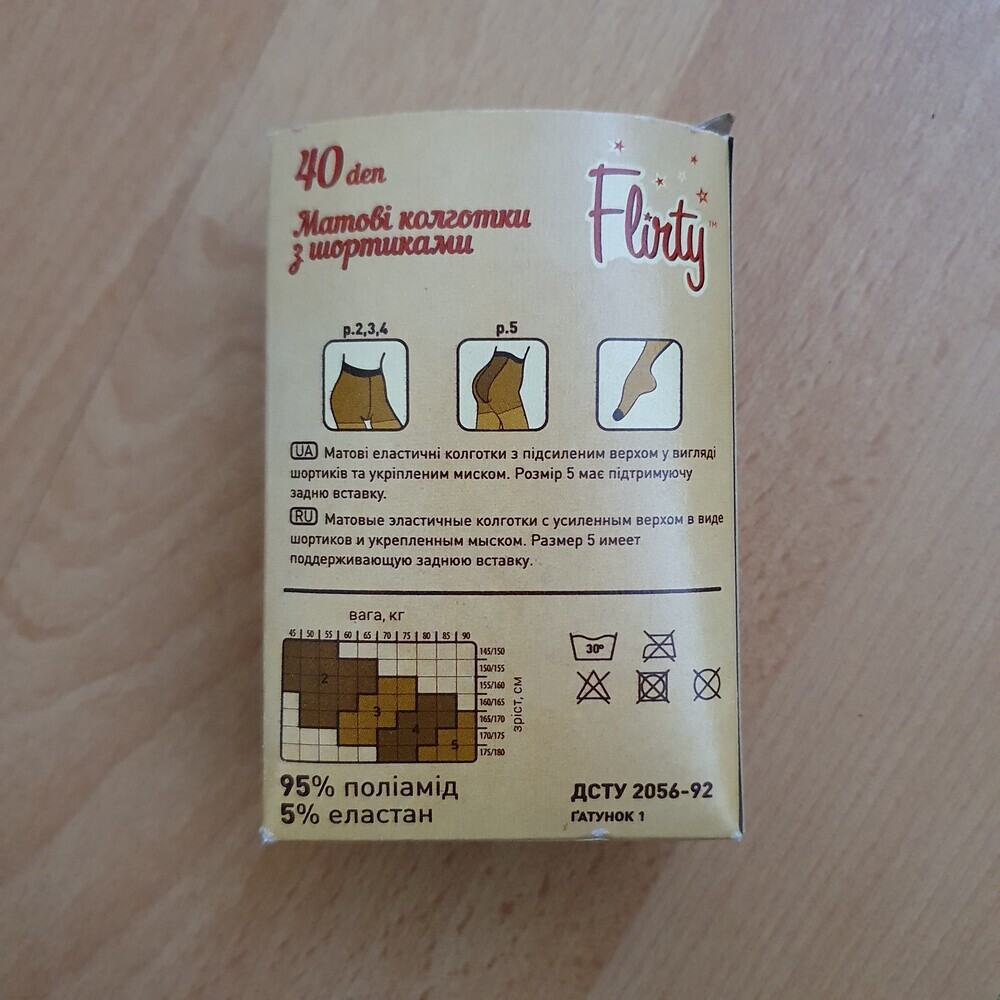 40 den
Матові колготки
з шортиками
Flirty™
р.2,3,4
р.5
UA Матові еластичні колготки з підсиленим верхом у вигляді
шортиків та укріпленим миском. Розмір 5 має підтримуючу
задню вставку.
RU Матовые эластичные колготки с усиленным верхом в виде
шортиков и укрепленным мыском. Размер 5 имеет
поддерживающую заднюю вставку.
вага, кг
45 50 55 60 65 70 75 80 85 90
145/150
150/155
155/160
160/165
165/170
170/175
175/180
зріст, см
2
3
4
5
30°
95% поліамід
5% еластан
ДСТУ 2056-92
ҐАТУНОК 1